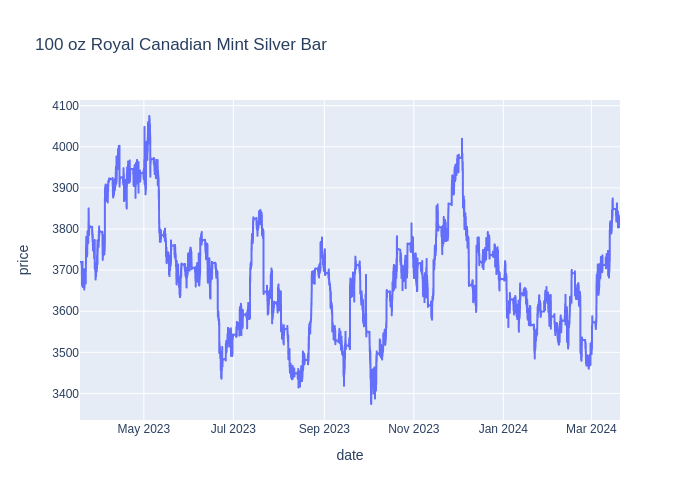 100 oz Royal Canadian Mint Silver Bar
4100
4000
3900
3800
3700
3600
3500
3400
price
May 2023 Jul 2023 Sep 2023 Nov 2023 Jan 2024 Mar 2024
date